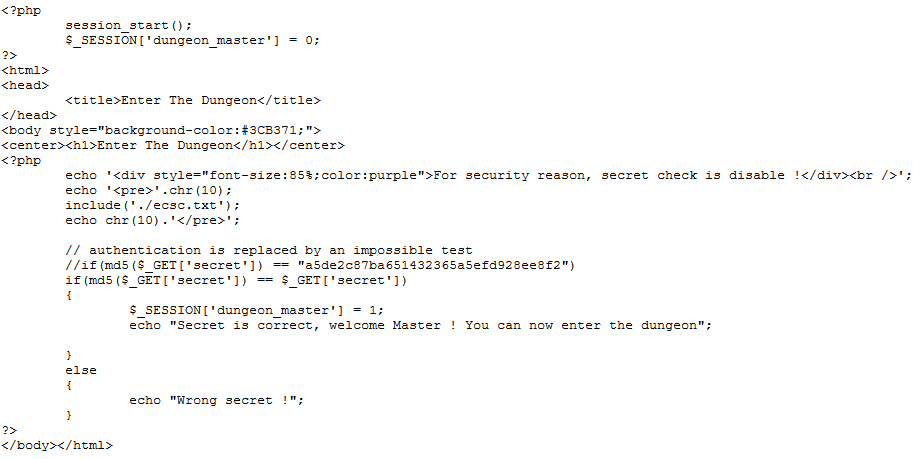 <?php
session_start();
$_SESSION['dungeon_master'] = 0;
?>
<html>
<head>
<title>Enter The Dungeon</title>
</head>
<body style="background-color:#3CB371;">
<center><h1>Enter The Dungeon</h1></center>
<?php
echo '<div style="font-size:85%;color:purple">For security reason, secret check is disable !</div><br />';
echo '<pre>'.chr(10);
include('./ecsc.txt');
echo chr(10).'</pre>';
// authentication is replaced by an impossible test
//if(md5($_GET['secret']) == "a5de2c87ba651432365a5efd928ee8f2")
if(md5($_GET['secret']) == $_GET['secret'])
{
$_SESSION['dungeon_master'] = 1;
echo "Secret is correct, welcome Master ! You can now enter the dungeon";
}
else
{
echo "Wrong secret !";
}
?>
</body></html>